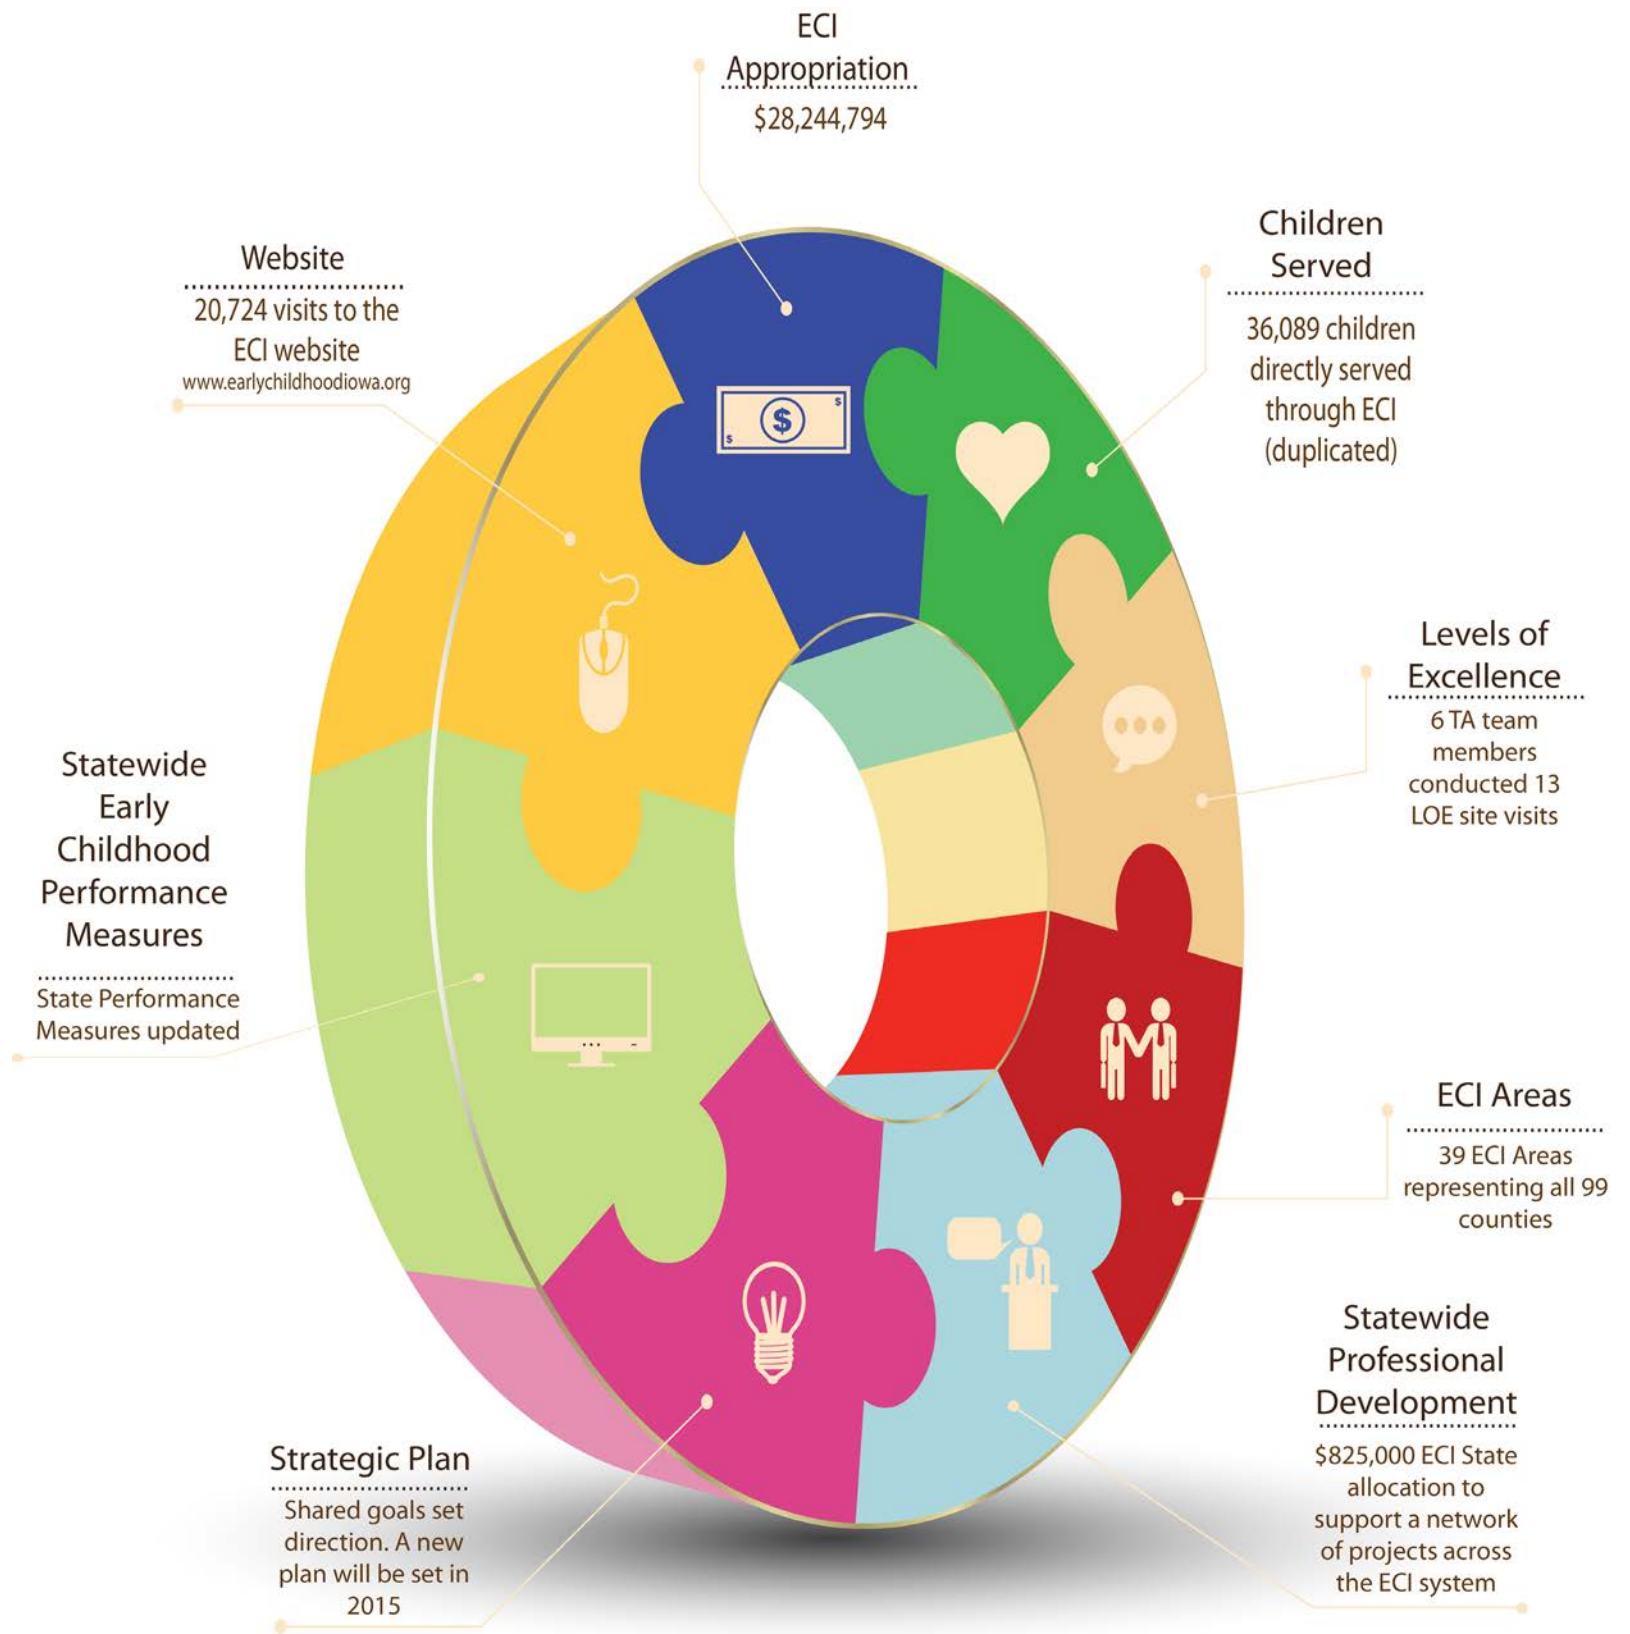 ECI
Appropriation
$28,244,794
Children
Served
36,089 children
directly served
through ECI
(duplicated)
Levels of
Excellence
6 TA team
members
conducted 13
LOE site visits
ECI Areas
39 ECI Areas
representing all 99
counties
Statewide
Professional
Development
$825,000 ECI State
allocation to
support a network
of projects across
the ECI system
Strategic Plan
Shared goals set
direction. A new
plan will be set in
2015
Statewide
Early
Childhood
Performance
Measures
State Performance
Measures updated
Website
20,724 visits to the
ECI website
www.earlychildhoodiowa.org
$
$
$